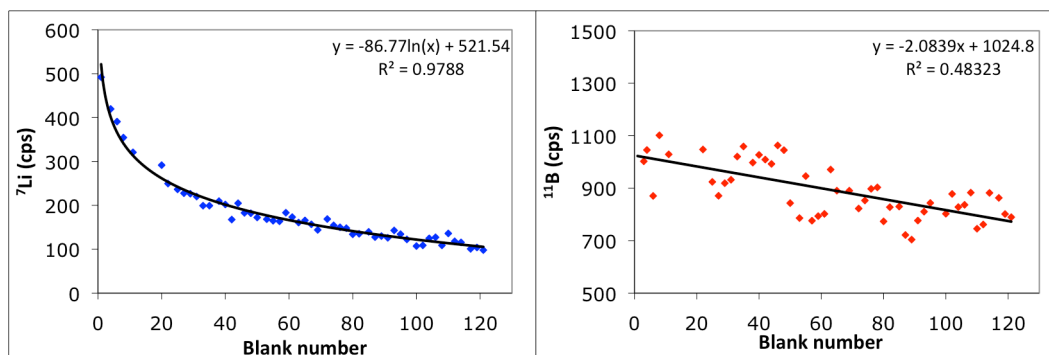 600
500
400
300
200
100
0
⁷Li (cps)
y = -86.77ln(x) + 521.54
R² = 0.9788
0 20 40 60 80 100 120
Blank number
1500
1300
1100
900
700
500
¹¹B (cps)
y = -2.0839x + 1024.8
R² = 0.48323
0 20 40 60 80 100 120
Blank number